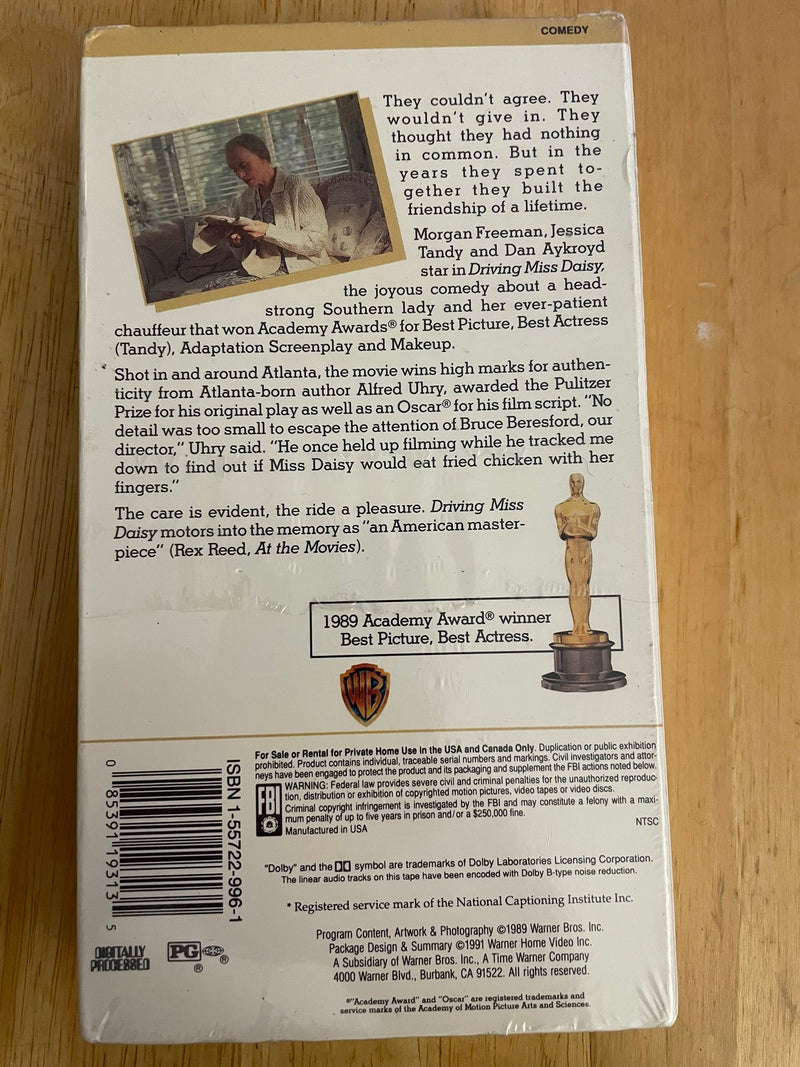 COMEDY
They couldn't agree. They
wouldn't give in. They
thought they had nothing
in common. But in the
years they spent to-
gether they built the
friendship of a lifetime.
Morgan Freeman, Jessica
Tandy and Dan Aykroyd
star in Driving Miss Daisy,
the joyous comedy about a head-
strong Southern lady and her ever-patient
chauffeur that won Academy Awards® for Best Picture, Best Actress
(Tandy), Adaptation Screenplay and Makeup.
Shot in and around Atlanta, the movie wins high marks for authen-
ticity from Atlanta-born author Alfred Uhry, awarded the Pulitzer
Prize for his original play as well as an Oscar® for his film script. "No
detail was too small to escape the attention of Bruce Beresford, our
director," Uhry said. "He once held up filming while he tracked me
down to find out if Miss Daisy would eat fried chicken with her
fingers."
The care is evident, the ride a pleasure. Driving Miss
Daisy motors into the memory as "an American master-
piece" (Rex Reed, At the Movies).
1989 Academy Award® winner
Best Picture, Best Actress.
WB
For Sale or Rental for Private Home Use in the USA and Canada Only. Duplication or public exhibition
prohibited. Product contains individual, traceable serial numbers and markings. Civil investigators and attor-
neys have been engaged to protect the product and its packaging and supplement the FBI actions noted below.
FBI
WARNING: Federal law provides severe civil and criminal penalties for the unauthorized reproduc-
tion, distribution or exhibition of copyrighted motion pictures, video tapes or video discs.
Criminal copyright infringement is investigated by the FBI and may constitute a felony with a maxi-
mum penalty of up to five years in prison and/or a $250,000 fine.
Manufactured in USA
NTSC
"Dolby" and the symbol are trademarks of Dolby Laboratories Licensing Corporation.
The linear audio tracks on this tape have been encoded with Dolby B-type noise reduction.
* Registered service mark of the National Captioning Institute Inc.
Program Content, Artwork & Photography ©1989 Warner Bros. Inc.
Package Design & Summary ©1991 Warner Home Video Inc.
A Subsidiary of Warner Bros. Inc., A Time Warner Company
4000 Warner Blvd., Burbank, CA 91522. All rights reserved.
®"Academy Award" and "Oscar" are registered trademarks and
service marks of the Academy of Motion Picture Arts and Sciences.
0 85391 19313 5
ISBN 1-55722-996-1
DIGITALLY
PROCESSED
PG ®
®